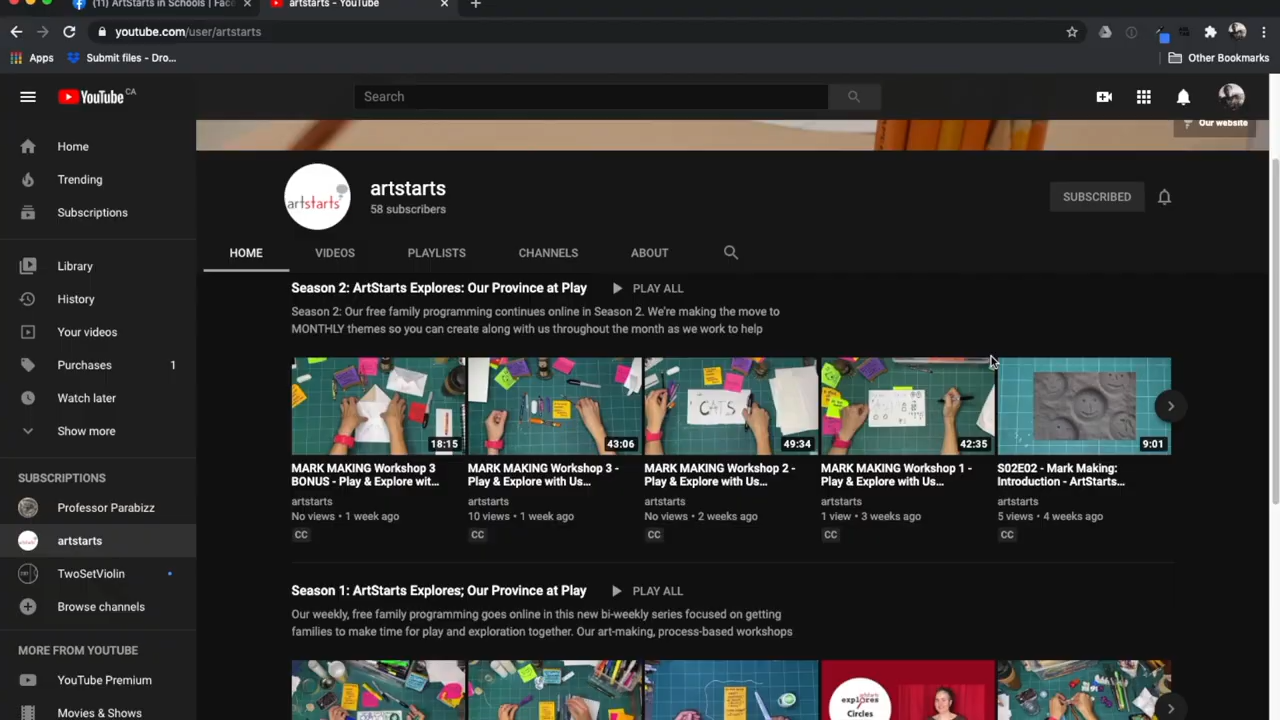 (11) ArtStarts in Schools | Fac
artstarts - YouTube
youtube.com/user/artstarts
Apps
Submit files - Dro...
Other Bookmarks
YouTube CA
Search
Our website
Home
Trending
Subscriptions
Library
History
Your videos
Purchases 1
Watch later
Show more
SUBSCRIPTIONS
Professor Parabizz
artstarts
TwoSetViolin
Browse channels
MORE FROM YOUTUBE
YouTube Premium
Movies & Shows
artstarts
artstarts
58 subscribers
SUBSCRIBED
HOME VIDEOS PLAYLISTS CHANNELS ABOUT
Season 2: ArtStarts Explores: Our Province at Play PLAY ALL
Season 2: Our free family programming continues online in Season 2. We're making the move to
MONTHLY themes so you can create along with us throughout the month as we work to help
18:15
MARK MAKING Workshop 3
BONUS - Play & Explore wit...
artstarts
No views • 1 week ago
CC
43:06
MARK MAKING Workshop 3 -
Play & Explore with Us...
artstarts
10 views • 1 week ago
CC
CATS
49:34
MARK MAKING Workshop 2 -
Play & Explore with Us...
artstarts
No views • 2 weeks ago
CC
42:35
MARK MAKING Workshop 1 -
Play & Explore with Us...
artstarts
1 view • 3 weeks ago
CC
9:01
S02E02 - Mark Making:
Introduction - ArtStarts...
artstarts
5 views • 4 weeks ago
CC
Season 1: ArtStarts Explores; Our Province at Play PLAY ALL
Our weekly, free family programming goes online in this new bi-weekly series focused on getting
families to make time for play and exploration together. Our art-making, process-based workshops
artstarts
explores
Circles